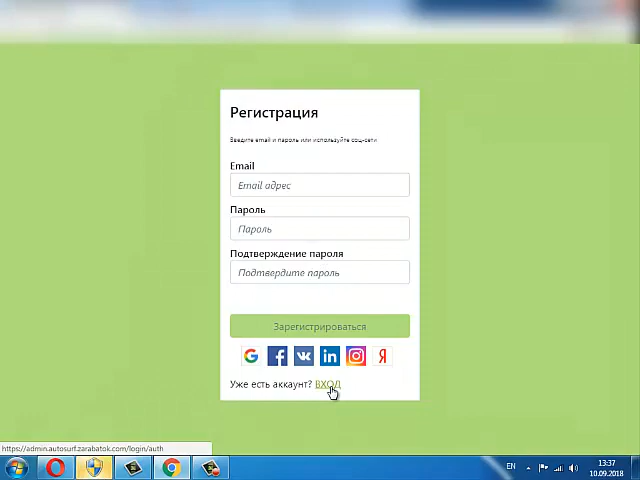 Регистрация
Введите email и пароль или используйте соц-сети
Email
Email адрес
Пароль
Пароль
Подтверждение пароля
Подтвердите пароль
Зарегистрироваться
G f in Я
Уже есть аккаунт? ВХОД
https://admin.autosurf.zarabatok.com/login/auth
EN
13:37
10.09.2018